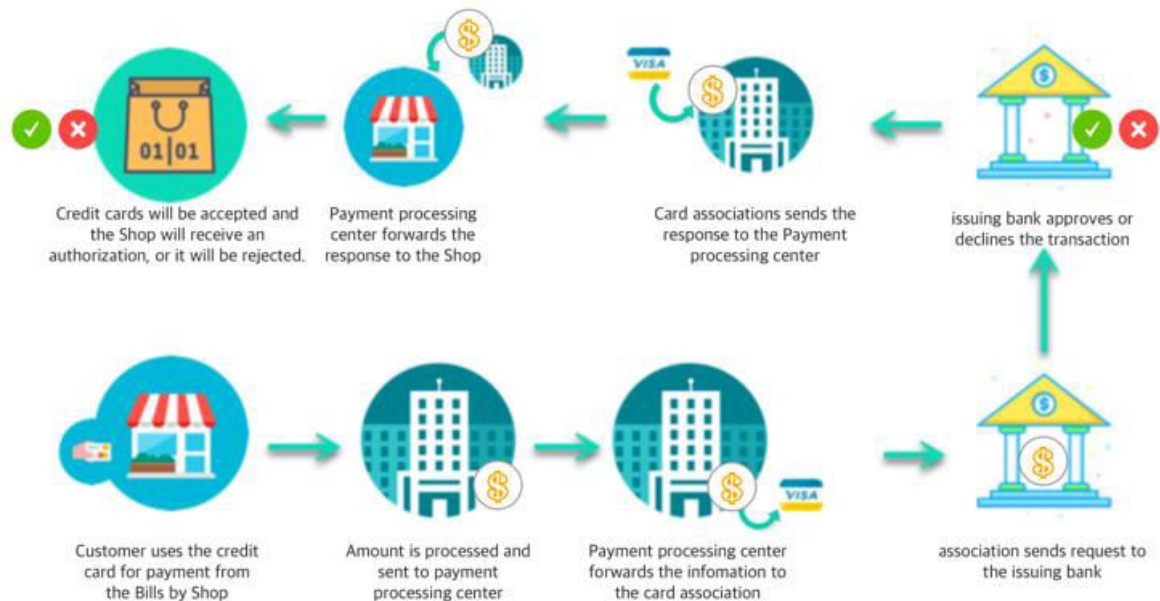 VISA
01|01
Credit cards will be accepted and
the Shop will receive an
authorization, or it will be rejected.
Payment processing
center forwards the
response to the Shop
Card associations sends the
response to the Payment
processing center
issuing bank approves or
declines the transaction
VISA
Customer uses the credit
card for payment from
the Bills by Shop
Amount is processed and
sent to payment
processing center
Payment processing center
forwards the infomation to
the card association
association sends request to
the issuing bank